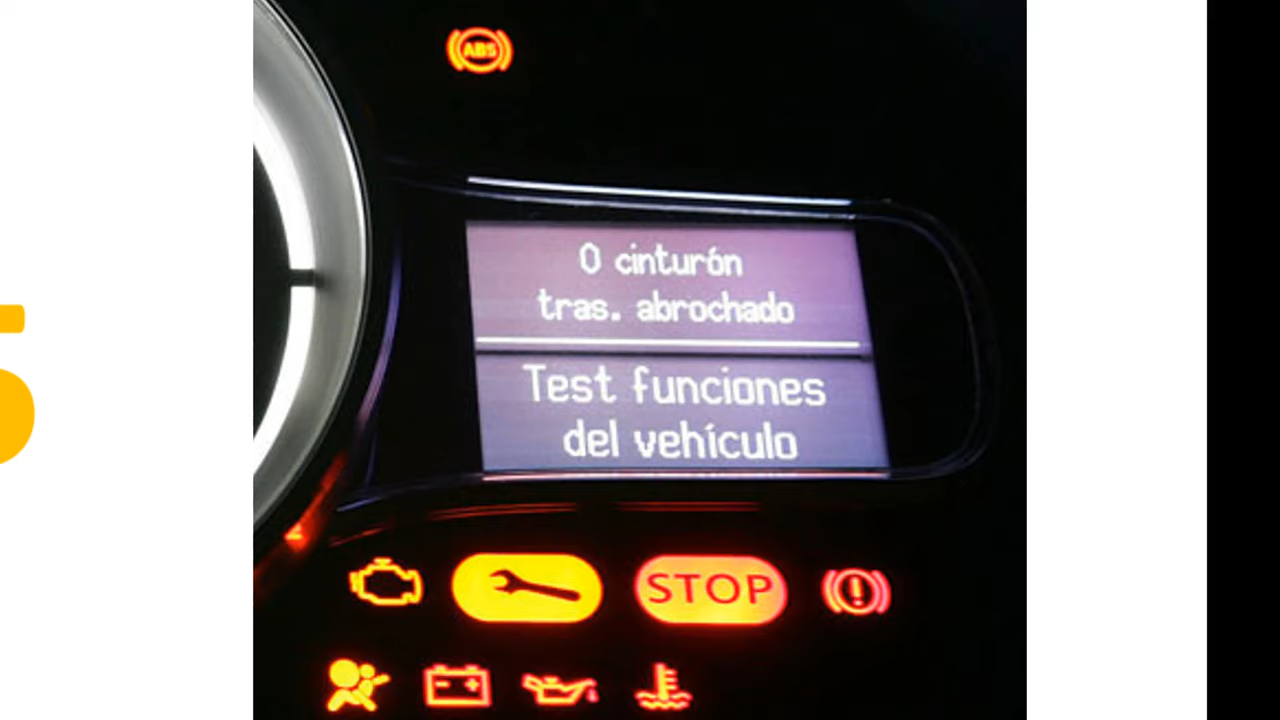 ABS
0 cinturón
tras. abrochado
Test funciones
del vehículo
STOP